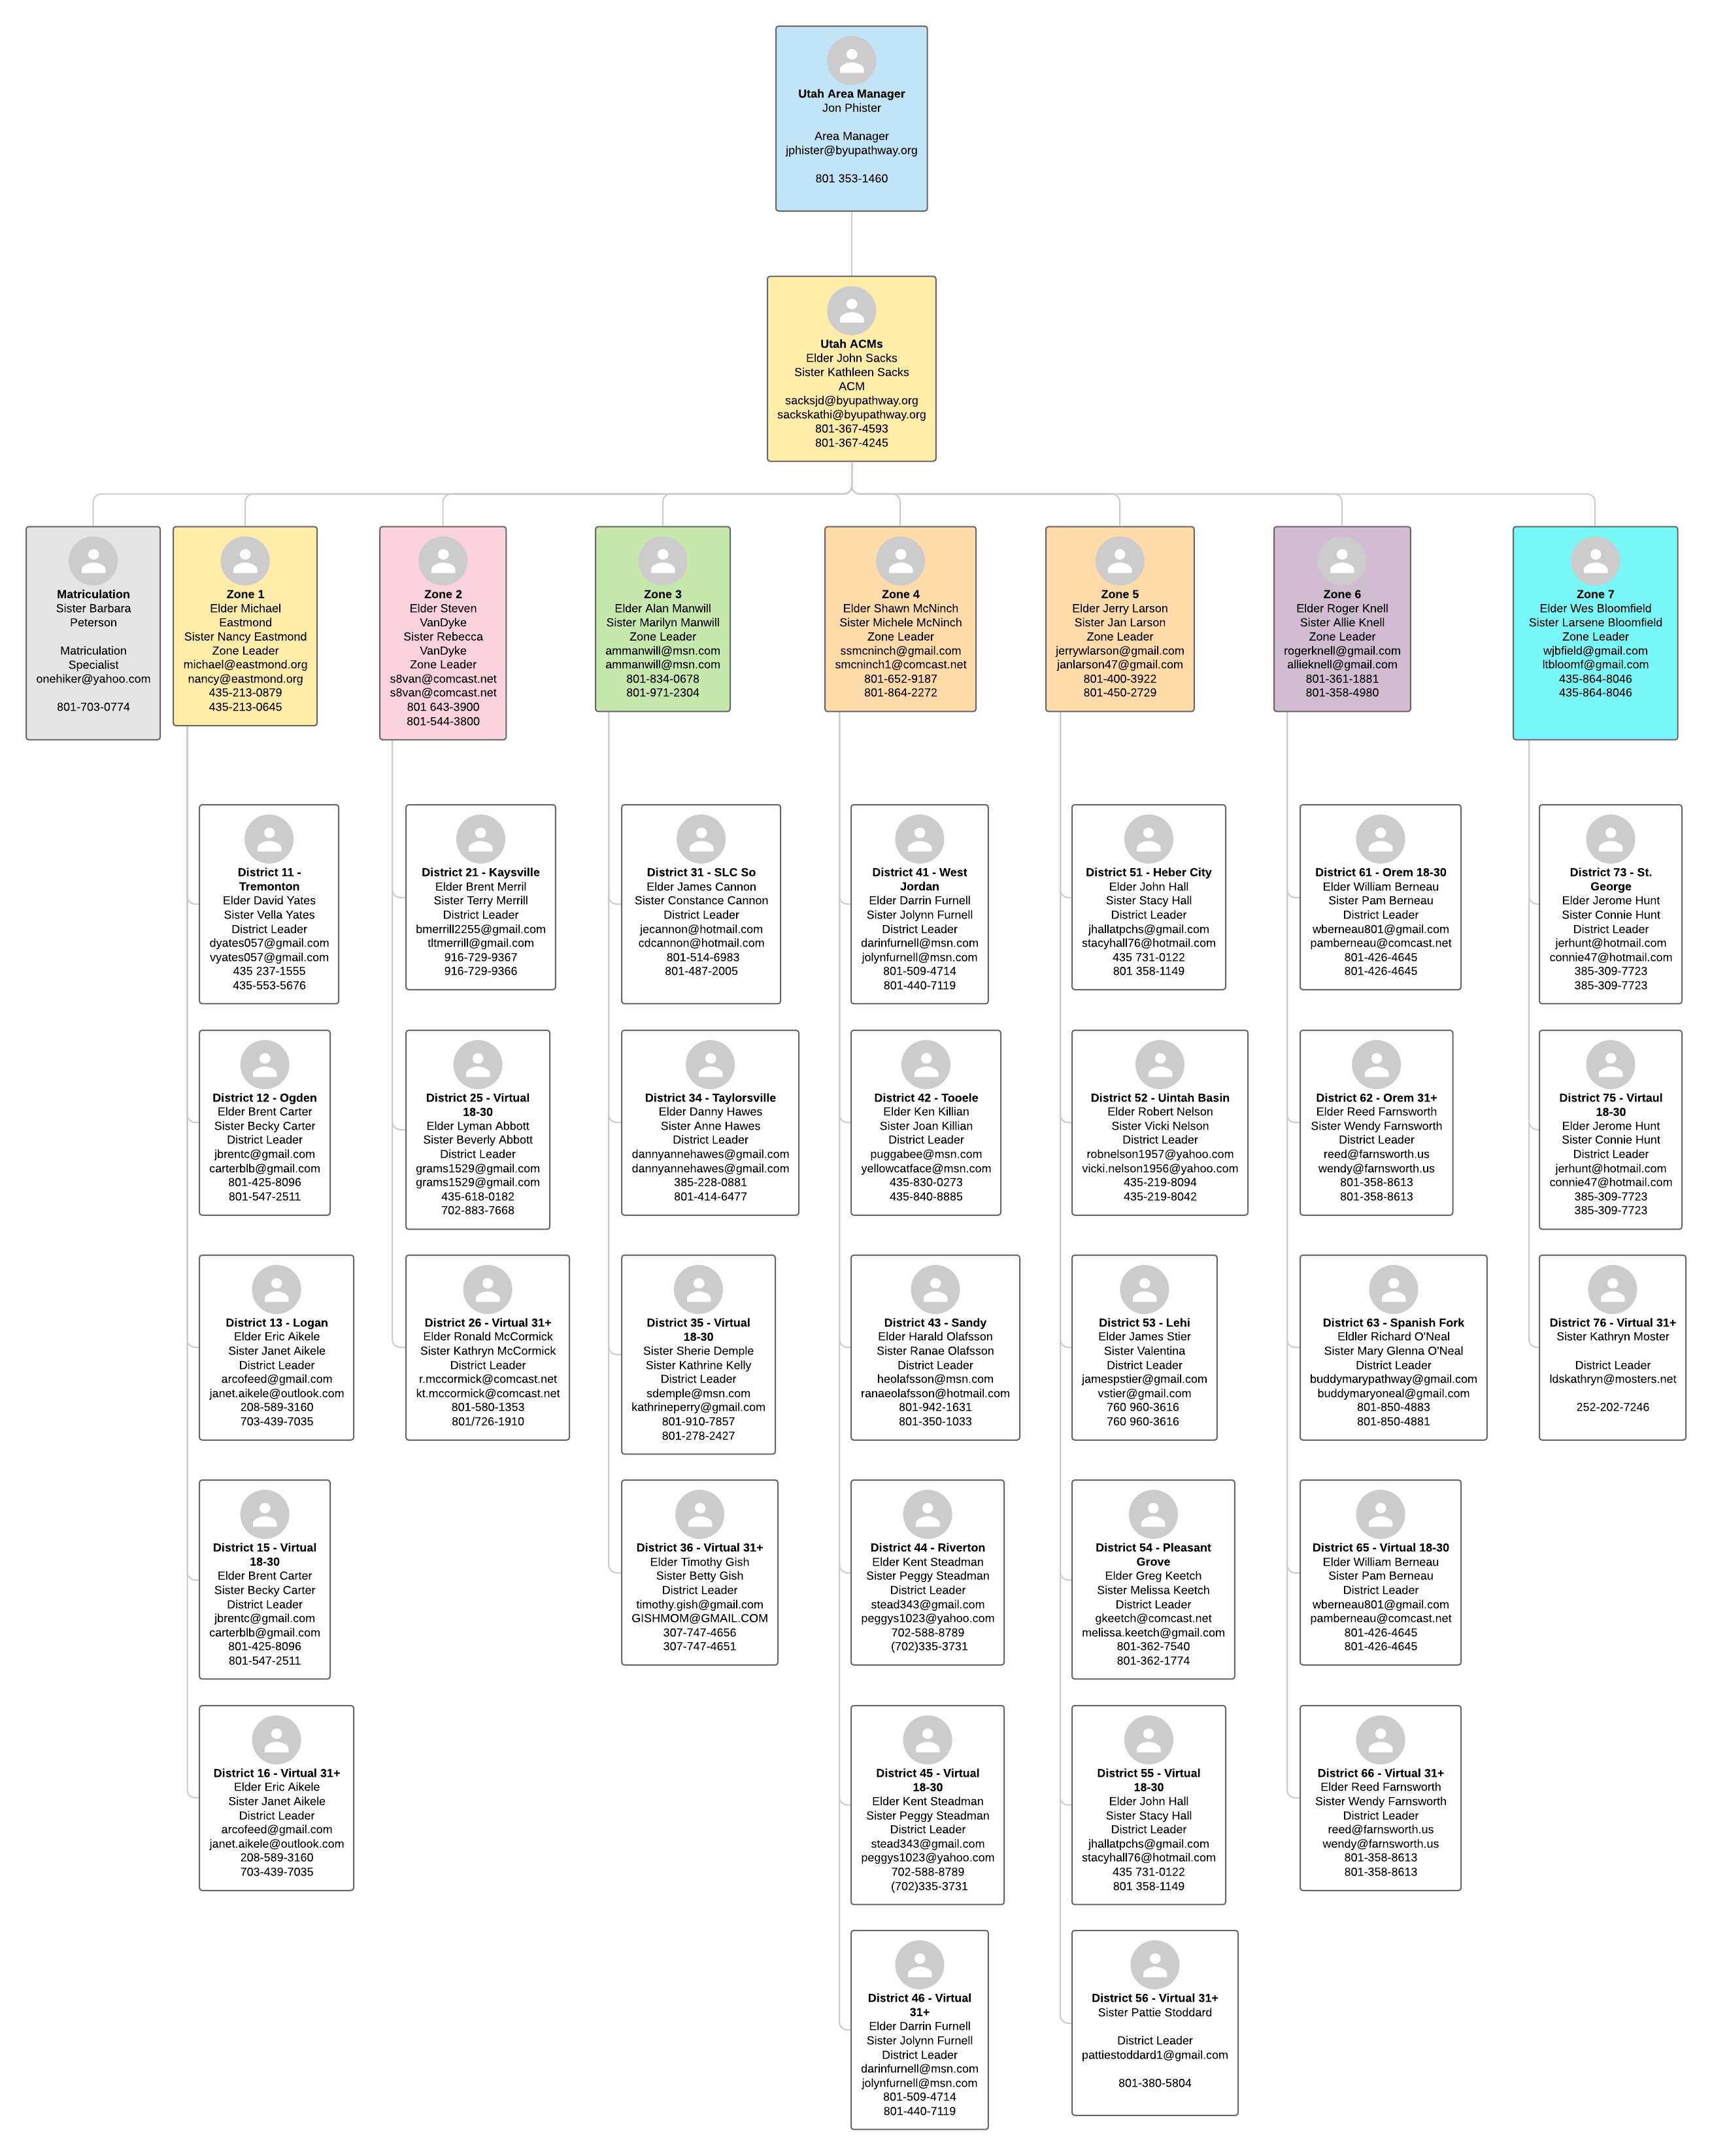 Utah Area Manager
Jon Phister
Area Manager
jphister@byupathway.org
801 353-1460
Utah ACMs
Elder John Sacks
Sister Kathleen Sacks
ACM
sacksjd@byupathway.org
sackskathi@byupathway.org
801-367-4593
801-367-4245
Matriculation
Sister Barbara
Peterson
Matriculation
Specialist
onehiker@yahoo.com
801-703-0774
Zone 1
Elder Michael
Eastmond
Sister Nancy Eastmond
Zone Leader
michael@eastmond.org
nancy@eastmond.org
435-213-0879
435-213-0645
Zone 2
Elder Steven
VanDyke
Sister Rebecca
VanDyke
Zone Leader
s8van@comcast.net
s8van@comcast.net
801 643-3900
801-544-3800
Zone 3
Elder Alan Manwill
Sister Marilyn Manwill
Zone Leader
ammanwill@msn.com
ammanwill@msn.com
801-834-0678
801-971-2304
Zone 4
Elder Shawn McNinch
Sister Michele McNinch
Zone Leader
ssmcninch@gmail.com
smcninch1@comcast.net
801-652-9187
801-864-2272
Zone 5
Elder Jerry Larson
Sister Jan Larson
Zone Leader
jerrywlarson@gmail.com
janlarson47@gmail.com
801-400-3922
801-450-2729
Zone 6
Elder Roger Knell
Sister Allie Knell
Zone Leader
rogerknell@gmail.com
allieknell@gmail.com
801-361-1881
801-358-4980
Zone 7
Elder Wes Bloomfield
Sister Larsene Bloomfield
Zone Leader
wjbfield@gmail.com
ltbloomf@gmail.com
435-864-8046
435-864-8046
District 11 -
Tremonton
Elder David Yates
Sister Vella Yates
District Leader
dyates057@gmail.com
vyates057@gmail.com
435 237-1555
435-553-5676
District 21 - Kaysville
Elder Brent Merril
Sister Terry Merrill
District Leader
bmerrill2255@gmail.com
tltmerrill@gmail.com
916-729-9367
916-729-9366
District 31 - SLC So
Elder James Cannon
Sister Constance Cannon
District Leader
jecannon@hotmail.com
cdcannon@hotmail.com
801-514-6983
801-487-2005
District 41 - West
Jordan
Elder Darrin Furnell
Sister Jolynn Furnell
District Leader
darinfurnell@msn.com
jolynfurnell@msn.com
801-509-4714
801-440-7119
District 51 - Heber City
Elder John Hall
Sister Stacy Hall
District Leader
jhallatpchs@gmail.com
stacyhall76@hotmail.com
435 731-0122
801 358-1149
District 61 - Orem 18-30
Elder William Berneau
Sister Pam Berneau
District Leader
wberneau801@gmail.com
pamberneau@comcast.net
801-426-4645
801-426-4645
District 73 - St.
George
Elder Jerome Hunt
Sister Connie Hunt
District Leader
jerhunt@hotmail.com
connie47@hotmail.com
385-309-7723
385-309-7723
District 12 - Ogden
Elder Brent Carter
Sister Becky Carter
District Leader
jbrentc@gmail.com
carterblb@gmail.com
801-425-8096
801-547-2511
District 25 - Virtual
18-30
Elder Lyman Abbott
Sister Beverly Abbott
District Leader
grams1529@gmail.com
grams1529@gmail.com
435-618-0182
702-883-7668
District 34 - Taylorsville
Elder Danny Hawes
Sister Anne Hawes
District Leader
dannyannehawes@gmail.com
dannyannehawes@gmail.com
385-228-0881
801-414-6477
District 42 - Tooele
Elder Ken Killian
Sister Joan Killian
District Leader
puggabee@msn.com
yellowcatface@msn.com
435-830-0273
435-840-8885
District 52 - Uintah Basin
Elder Robert Nelson
Sister Vicki Nelson
District Leader
robnelson1957@yahoo.com
vicki.nelson1956@yahoo.com
435-219-8094
435-219-8042
District 62 - Orem 31+
Elder Reed Farnsworth
Sister Wendy Farnsworth
District Leader
reed@farnsworth.us
wendy@farnsworth.us
801-358-8613
801-358-8613
District 75 - Virtaul
18-30
Elder Jerome Hunt
Sister Connie Hunt
District Leader
jerhunt@hotmail.com
connie47@hotmail.com
385-309-7723
385-309-7723
District 13 - Logan
Elder Eric Aikele
Sister Janet Aikele
District Leader
arcofeed@gmail.com
janet.aikele@outlook.com
208-589-3160
703-439-7035
District 26 - Virtual 31+
Elder Ronald McCormick
Sister Kathryn McCormick
District Leader
r.mccormick@comcast.net
kt.mccormick@comcast.net
801-580-1353
801/726-1910
District 35 - Virtual
18-30
Sister Sherie Demple
Sister Kathrine Kelly
District Leader
sdemple@msn.com
kathrineperry@gmail.com
801-910-7857
801-278-2427
District 43 - Sandy
Elder Harald Olafsson
Sister Ranae Olafsson
District Leader
heolafsson@msn.com
ranaeolafsson@hotmail.com
801-942-1631
801-350-1033
District 53 - Lehi
Elder James Stier
Sister Valentina
District Leader
jamespstier@gmail.com
vstier@gmail.com
760 960-3616
760 960-3616
District 63 - Spanish Fork
Eldler Richard O'Neal
Sister Mary Glenna O'Neal
District Leader
buddymarypathway@gmail.com
buddymaryoneal@gmail.com
801-850-4883
801-850-4881
District 76 - Virtual 31+
Sister Kathryn Moster
District Leader
ldskathryn@mosters.net
252-202-7246
District 15 - Virtual
18-30
Elder Brent Carter
Sister Becky Carter
District Leader
jbrentc@gmail.com
carterblb@gmail.com
801-425-8096
801-547-2511
District 36 - Virtual 31+
Elder Timothy Gish
Sister Betty Gish
District Leader
timothy.gish@gmail.com
GISHMOM@GMAIL.COM
307-747-4656
307-747-4651
District 44 - Riverton
Elder Kent Steadman
Sister Peggy Steadman
District Leader
stead343@gmail.com
peggys1023@yahoo.com
702-588-8789
(702)335-3731
District 54 - Pleasant
Grove
Elder Greg Keetch
Sister Melissa Keetch
District Leader
gkeetch@comcast.net
melissa.keetch@gmail.com
801-362-7540
801-362-1774
District 65 - Virtual 18-30
Elder William Berneau
Sister Pam Berneau
District Leader
wberneau801@gmail.com
pamberneau@comcast.net
801-426-4645
801-426-4645
District 16 - Virtual 31+
Elder Eric Aikele
Sister Janet Aikele
District Leader
arcofeed@gmail.com
janet.aikele@outlook.com
208-589-3160
703-439-7035
District 45 - Virtual
18-30
Elder Kent Steadman
Sister Peggy Steadman
District Leader
stead343@gmail.com
peggys1023@yahoo.com
702-588-8789
(702)335-3731
District 55 - Virtual
18-30
Elder John Hall
Sister Stacy Hall
District Leader
jhallatpchs@gmail.com
stacyhall76@hotmail.com
435 731-0122
801 358-1149
District 66 - Virtual 31+
Elder Reed Farnsworth
Sister Wendy Farnsworth
District Leader
reed@farnsworth.us
wendy@farnsworth.us
801-358-8613
801-358-8613
District 46 - Virtual
31+
Elder Darrin Furnell
Sister Jolynn Furnell
District Leader
darinfurnell@msn.com
jolynfurnell@msn.com
801-509-4714
801-440-7119
District 56 - Virtual 31+
Sister Pattie Stoddard
District Leader
pattiestoddard1@gmail.com
801-380-5804